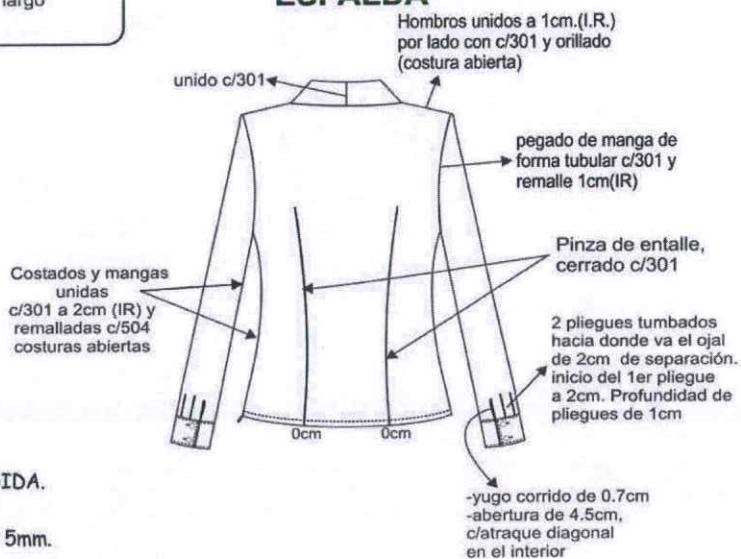 largo
ESPALDA
Hombros unidos a 1cm.(I.R.)
por lado con c/301 y orillado
(costura abierta)
unido c/301
pegado de manga de
forma tubular c/301 y
remalle 1cm(IR)
Pinza de entalle,
cerrado c/301
Costados y mangas
unidas
c/301 a 2cm (IR) y
remalladas c/504
costuras abiertas
2 pliegues tumbados
hacia donde va el ojal
de 2cm de separación.
inicio del 1er pliegue
a 2cm. Profundidad de
pliegues de 1cm
0cm 0cm
IDA.
5mm.
-yugo corrido de 0.7cm
-abertura de 4.5cm,
c/atraque diagonal
en el interior